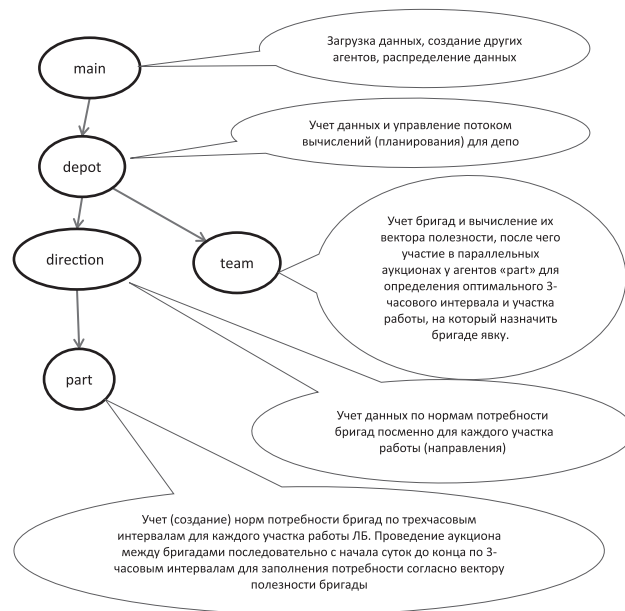 Загрузка данных, создание других
агентов, распределение данных
main
Учет данных и управление потоком
вычислений (планирования) для депо
depot
Учет бригад и вычисление их
вектора полезности, после чего
участие в параллельных
аукционах у агентов «part» для
определения оптимального 3-
часового интервала и участка
работы, на который назначить
бригаде явку.
direction
team
part
Учет данных по нормам потребности
бригад посменно для каждого участка
работы (направления)
Учет (создание) норм потребности бригад по трехчасовым
интервалам для каждого участка работы ЛБ. Проведение аукциона
между бригадами последовательно с начала суток до конца по 3-
часовым интервалам для заполнения потребности согласно вектору
полезности бригады